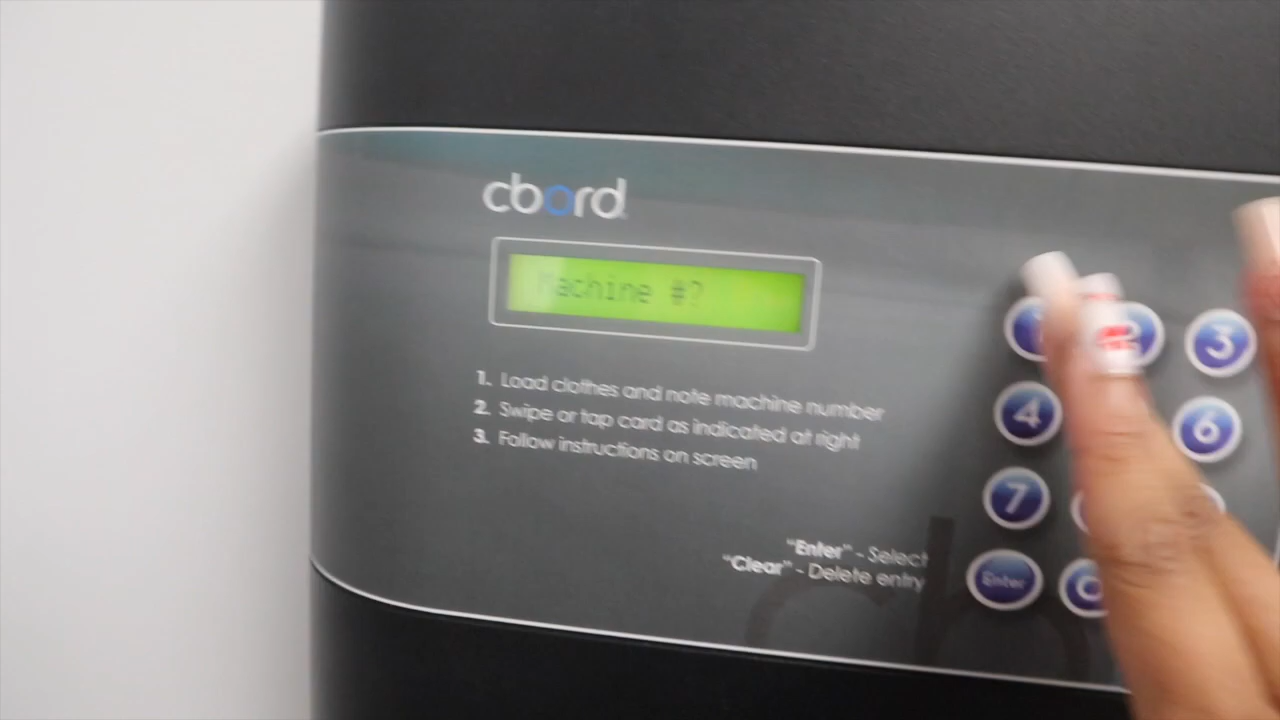 cbord
Machine #?
1. Load clothes and note machine number
2. Swipe or tap card as indicated at right
3. Follow instructions on screen
"Enter" - Select
"Clear" - Delete entry
2 3
4 6
7
Enter